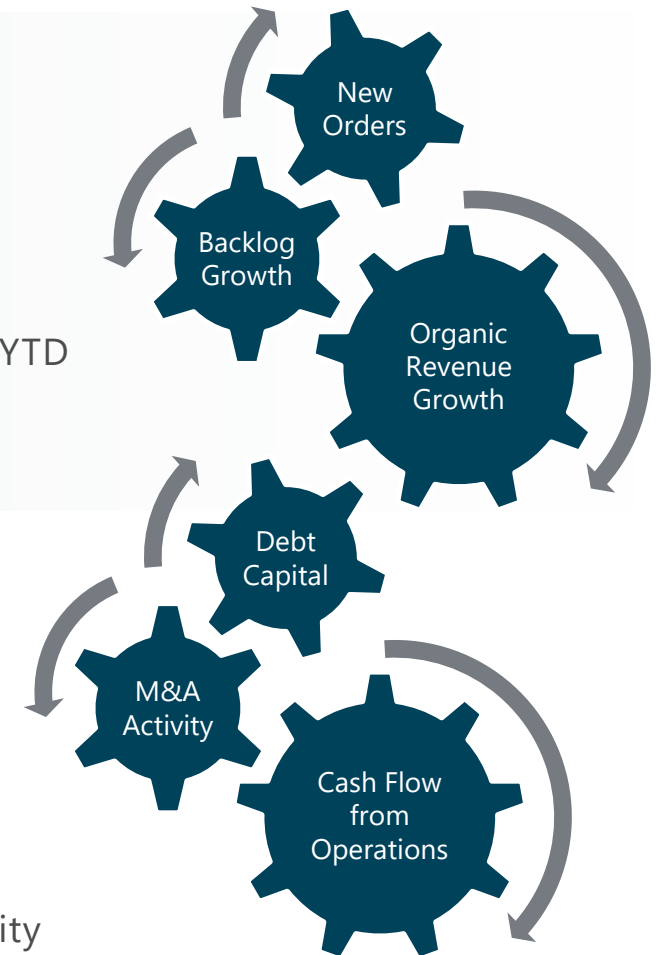 New
Orders
Backlog
Growth
YTD
Organic
Revenue
Growth
Debt
Capital
M&A
Activity
Cash Flow
from
Operations
ity